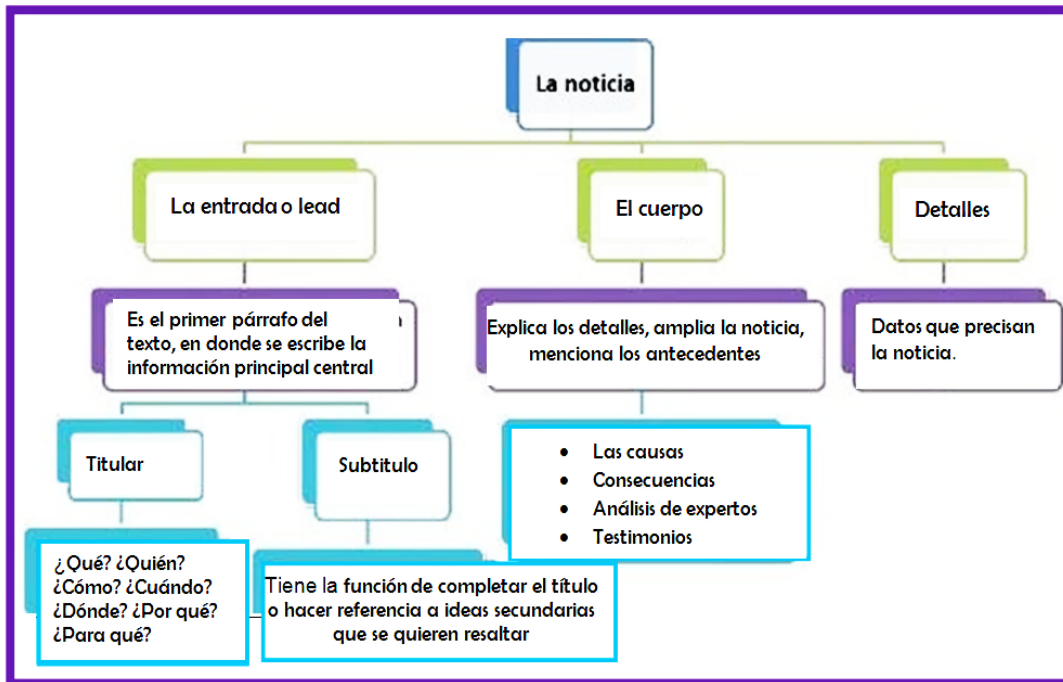 La noticia
La entrada o lead
El cuerpo
Detalles
Es el primer párrafo del
texto, en donde se escribe la
información principal central
Explica los detalles, amplia la noticia,
menciona los antecedentes
Datos que precisan
la noticia.
Titular
Subtitulo
• Las causas
• Consecuencias
• Análisis de expertos
• Testimonios
¿Qué? ¿Quién?
¿Cómo? ¿Cuándo?
¿Dónde? ¿Por qué?
¿Para qué?
Tiene la función de completar el título
o hacer referencia a ideas secundarias
que se quieren resaltar